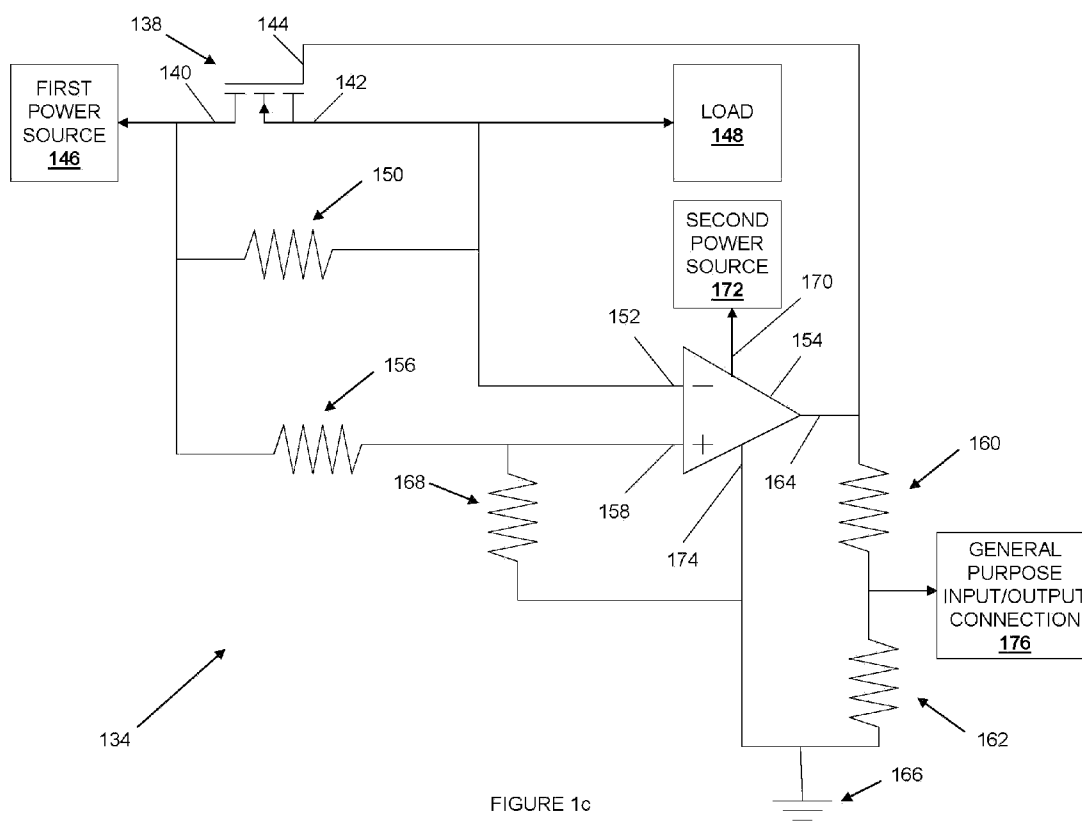 138
144
140
142
FIRST
POWER
SOURCE
146
LOAD
148
150
SECOND
POWER
SOURCE
172
170
152
154
156
−
+
160
168
158
164
174
GENERAL
PURPOSE
INPUT/OUTPUT
CONNECTION
176
134
162
166
FIGURE 1c